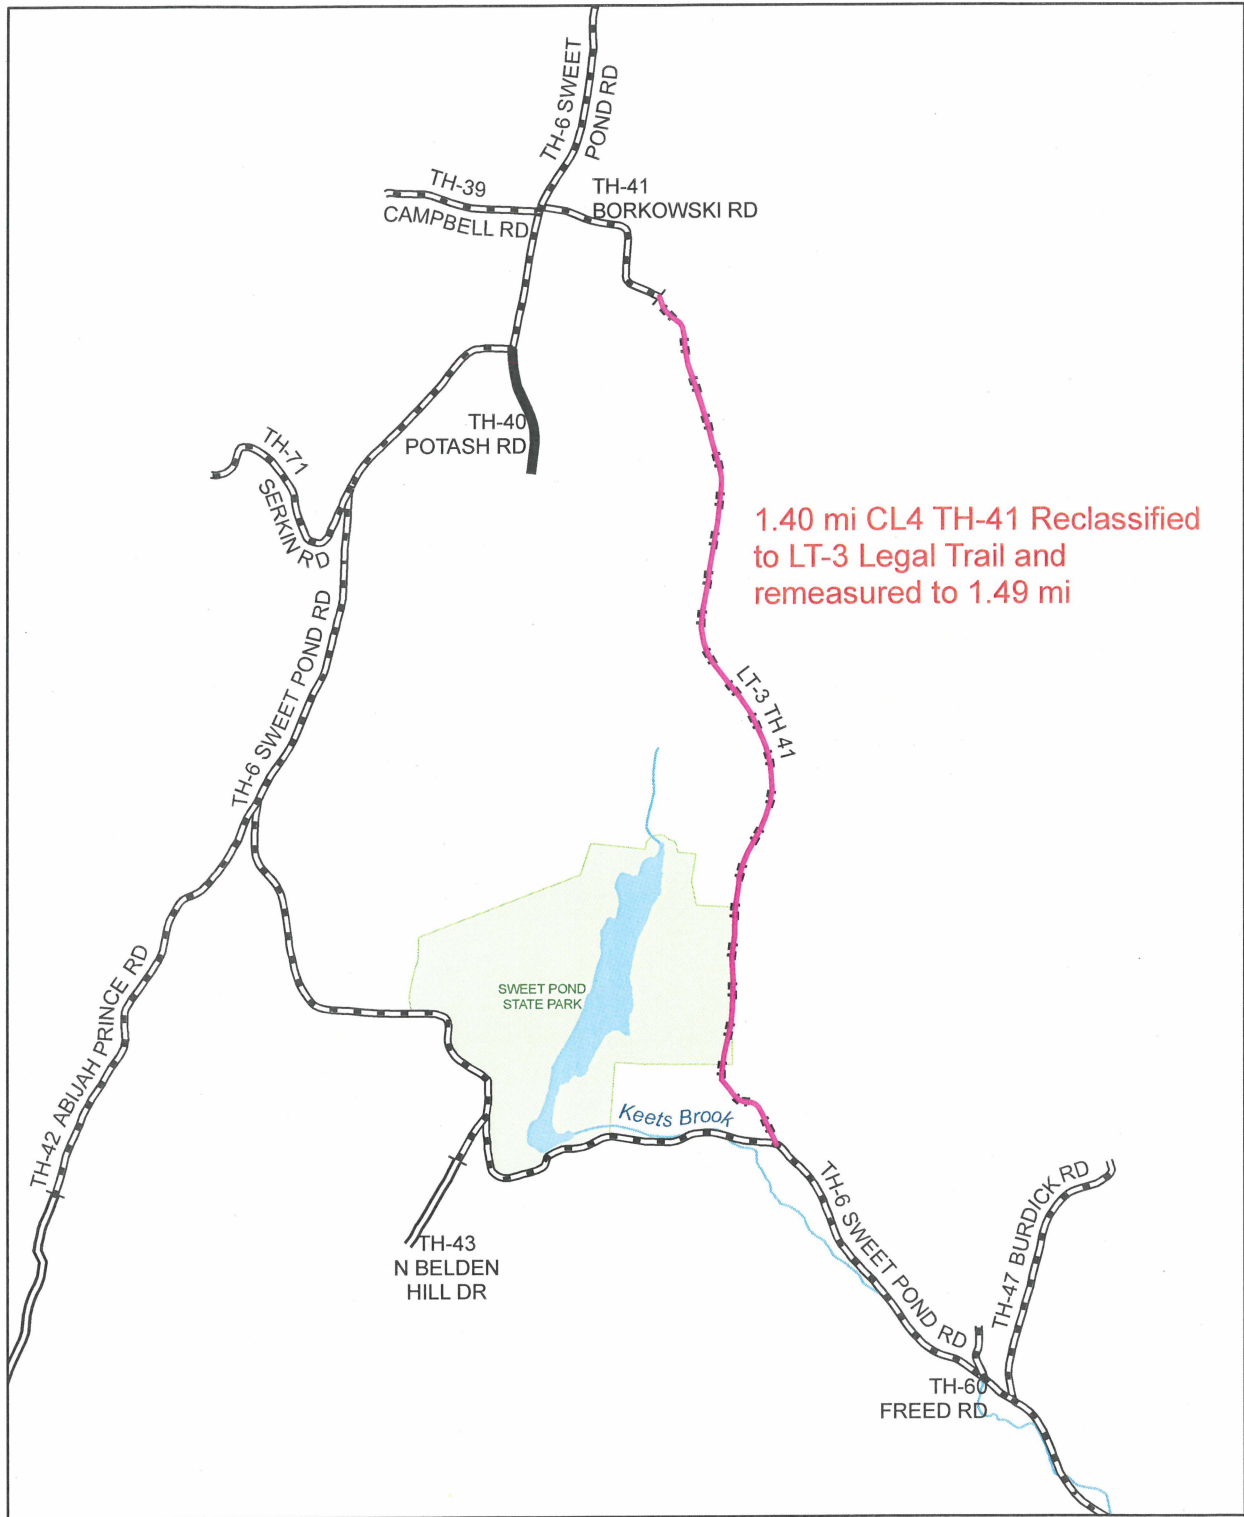 TH-6 SWEET
POND RD
TH-39
CAMPBELL RD
TH-41
BORKOWSKI RD
TH-40
POTASH RD
TH-71
SERKIN RD
1.40 mi CL4 TH-41 Reclassified
to LT-3 Legal Trail and
remeasured to 1.49 mi
TH-6 SWEET POND RD
LT-3 TH 41
SWEET POND
STATE PARK
TH-42 ABIJAH PRINCE RD
Keets Brook
TH-43
N BELDEN
HILL DR
TH-6 SWEET POND RD
TH-47 BURDICK RD
TH-60
FREED RD